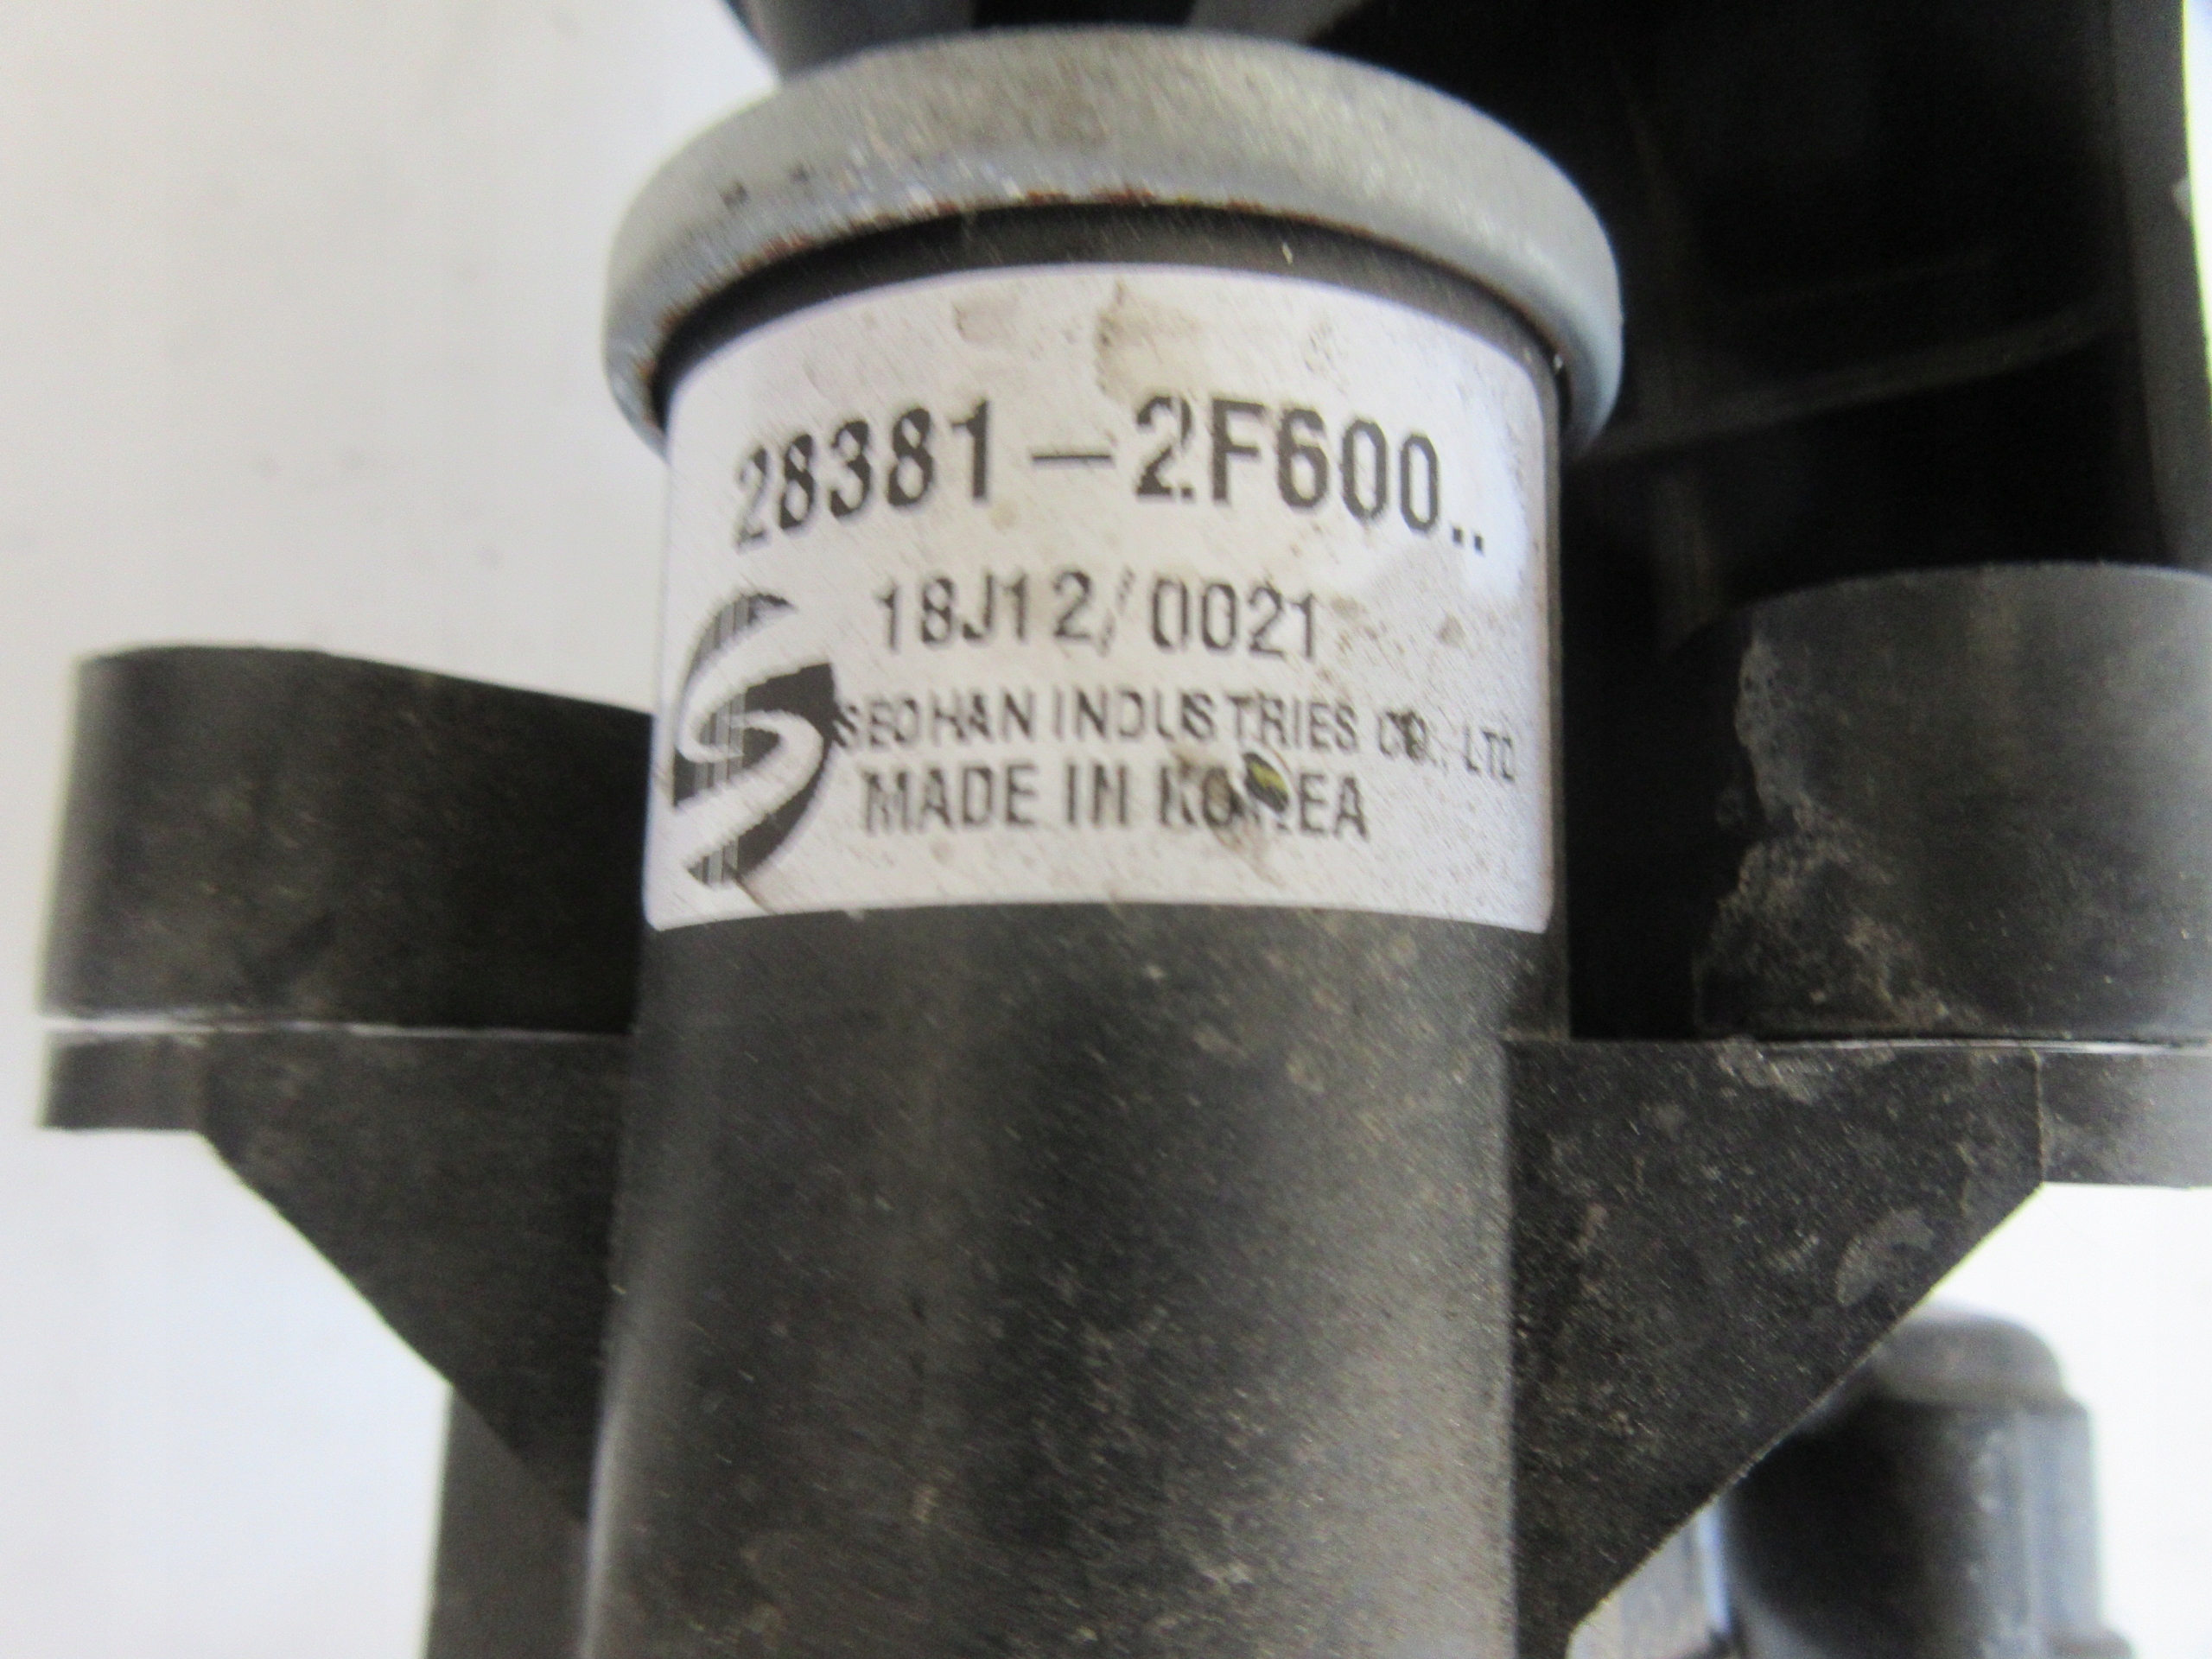 28381-2F600..
18J12/0021
SEOHAN INDUSTRIES CO., LTD
MADE IN KOREA